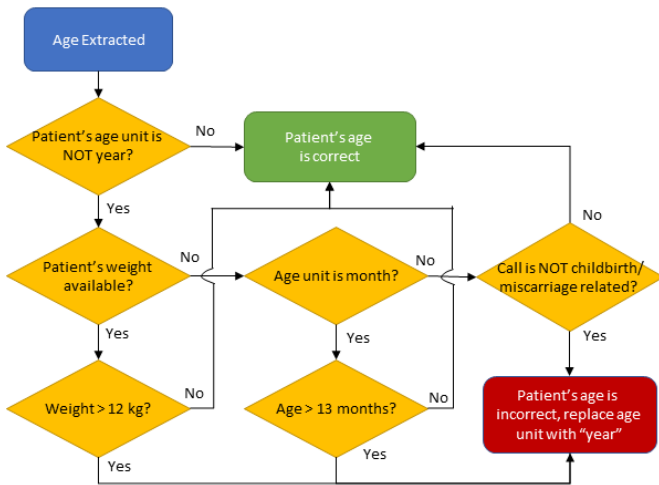 Age Extracted
Patient's age unit is
NOT year?
No
Patient's age
is correct
Yes
No
Patient's weight
available?
No
Age unit is month?
No
Call is NOT childbirth/
miscarriage related?
Yes
Yes
Yes
Weight > 12 kg?
No
Age > 13 months?
No
Patient's age is
incorrect, replace age
unit with “year”
Yes
Yes